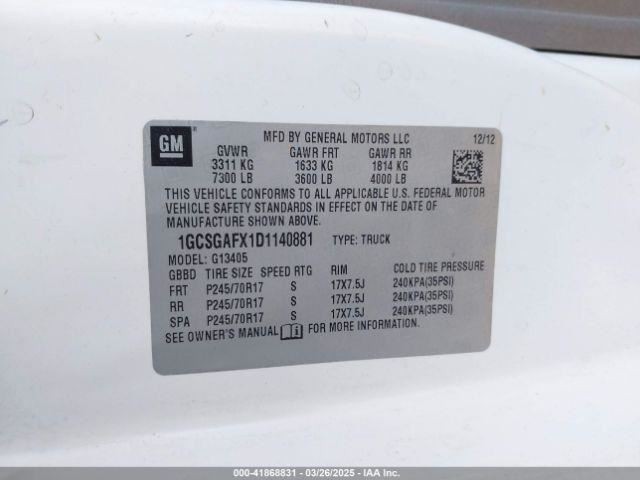 GM
MFD BY GENERAL MOTORS LLC 12/12
GVWR GAWR FRT GAWR RR
3311 KG 1633 KG 1814 KG
7300 LB 3600 LB 4000 LB
THIS VEHICLE CONFORMS TO ALL APPLICABLE U.S. FEDERAL MOTOR
VEHICLE SAFETY STANDARDS IN EFFECT ON THE DATE OF
MANUFACTURE SHOWN ABOVE.
1GCSGAFX1D1140881 TYPE: TRUCK
MODEL: G13405
GBBD TIRE SIZE SPEED RTG RIM COLD TIRE PRESSURE
FRT P245/70R17 S 17X7.5J 240KPA(35PSI)
RR P245/70R17 S 17X7.5J 240KPA(35PSI)
SPA P245/70R17 S 17X7.5J 240KPA(35PSI)
SEE OWNER'S MANUAL FOR MORE INFORMATION.
000-41868831 - 03/26/2025 - IAA, Inc.